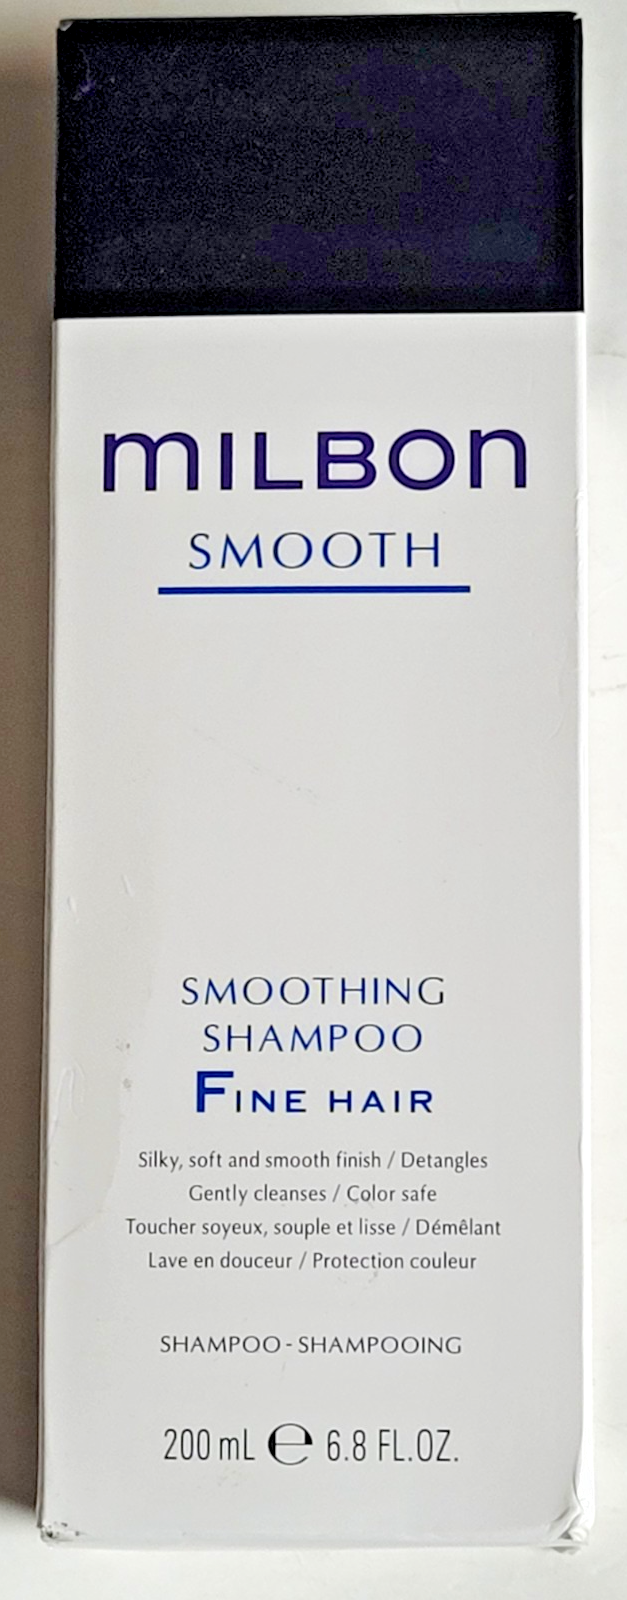 mILBOn
SMOOTH
SMOOTHING
SHAMPOO
FINE HAIR
Silky, soft and smooth finish / Detangles
Gently cleanses / Color safe
Toucher soyeux, souple et lisse / Démêlant
Lave en douceur / Protection couleur
SHAMPOO - SHAMPOOING
200 mL ℮ 6.8 FL.OZ.